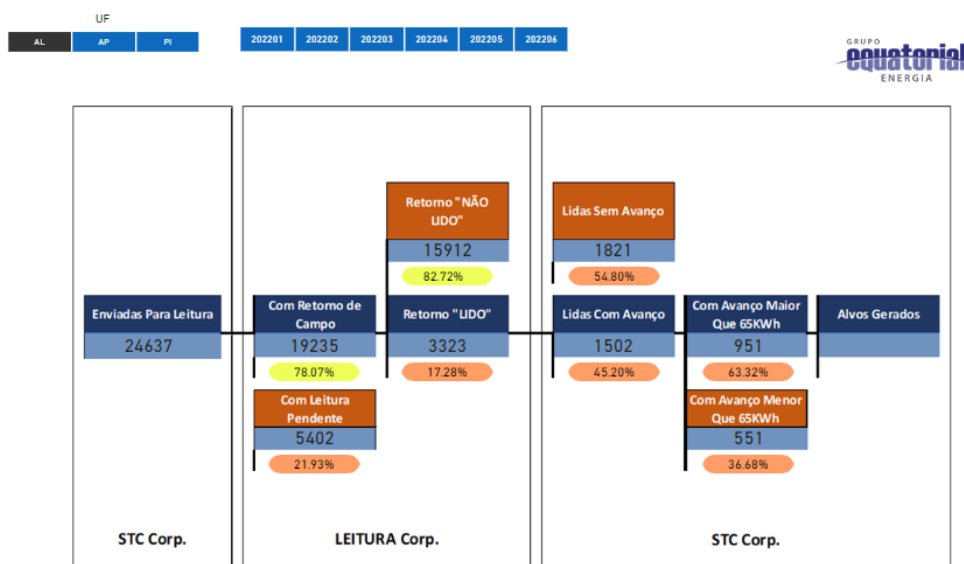 UF
AL AP PI
202201 202202 202203 202204 202205 202206
GRUPO
equatorial
ENERGIA
Retorno "NÃO
LIDO"
15912
82.72%
Lidas Sem Avanço
1821
54.80%
Enviadas Para Leitura
24637
Com Retorno de
Campo
19235
78.07%
Retorno "LIDO"
3323
17.28%
Lidas Com Avanço
1502
45.20%
Com Avanço Maior
Que 65KWh
951
63.32%
Alvos Gerados
Com Leitura
Pendente
5402
21.93%
Com Avanço Menor
Que 65KWh
551
36.68%
STC Corp.
LEITURA Corp.
STC Corp.